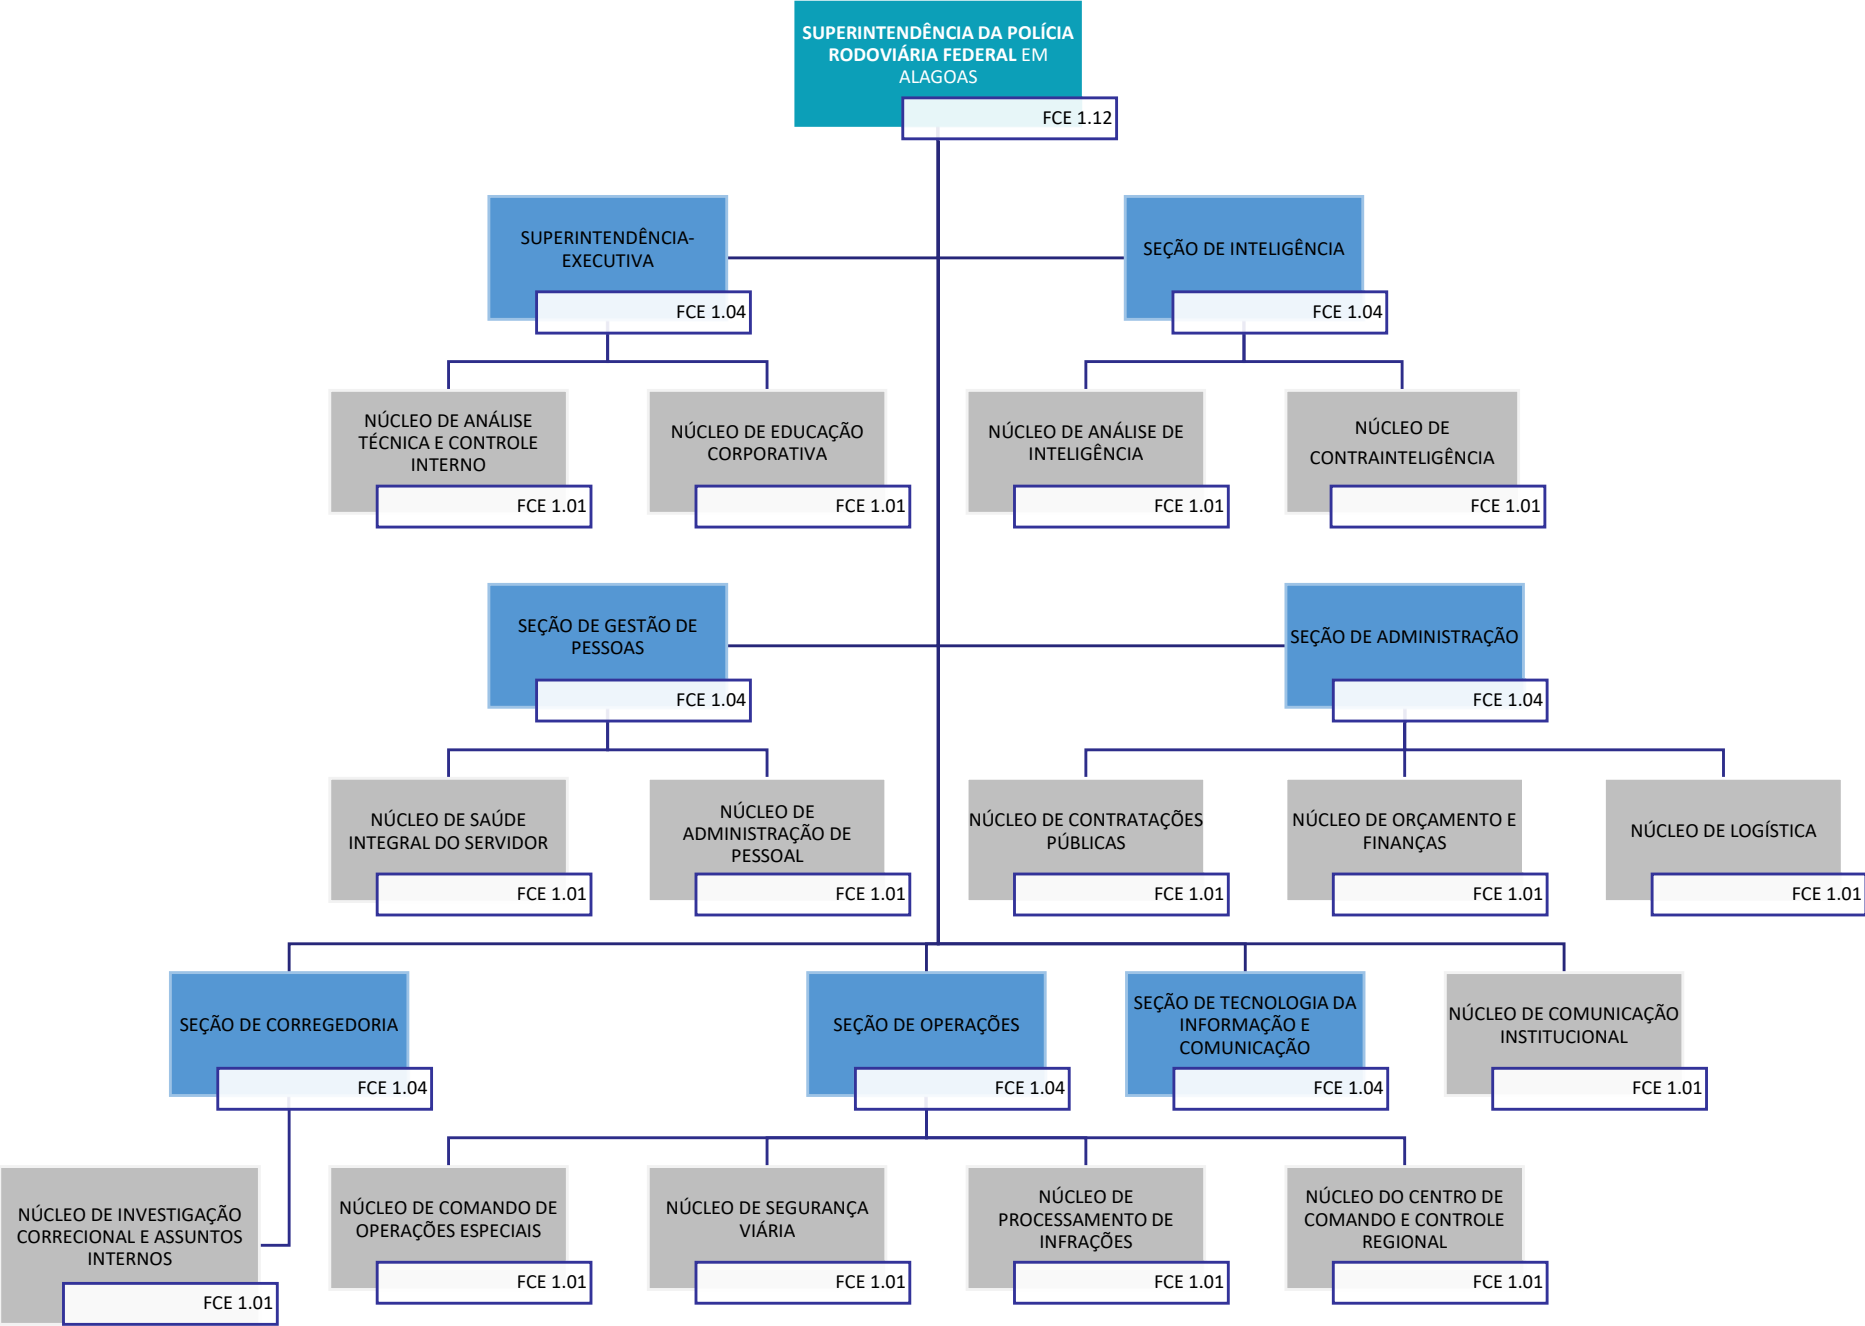 SUPERINTENDÊNCIA DA POLÍCIA
RODOVIÁRIA FEDERAL EM
ALAGOAS
FCE 1.12
SUPERINTENDÊNCIA-
EXECUTIVA
FCE 1.04
SEÇÃO DE INTELIGÊNCIA
FCE 1.04
NÚCLEO DE ANÁLISE
TÉCNICA E CONTROLE
INTERNO
FCE 1.01
NÚCLEO DE EDUCAÇÃO
CORPORATIVA
FCE 1.01
NÚCLEO DE ANÁLISE DE
INTELIGÊNCIA
FCE 1.01
NÚCLEO DE
CONTRAINTELIGÊNCIA
FCE 1.01
SEÇÃO DE GESTÃO DE
PESSOAS
FCE 1.04
SEÇÃO DE ADMINISTRAÇÃO
FCE 1.04
NÚCLEO DE SAÚDE
INTEGRAL DO SERVIDOR
FCE 1.01
NÚCLEO DE
ADMINISTRAÇÃO DE
PESSOAL
FCE 1.01
NÚCLEO DE CONTRATAÇÕES
PÚBLICAS
FCE 1.01
NÚCLEO DE ORÇAMENTO E
FINANÇAS
FCE 1.01
NÚCLEO DE LOGÍSTICA
FCE 1.01
SEÇÃO DE CORREGEDORIA
FCE 1.04
SEÇÃO DE OPERAÇÕES
FCE 1.04
SEÇÃO DE TECNOLOGIA DA
INFORMAÇÃO E
COMUNICAÇÃO
FCE 1.04
NÚCLEO DE COMUNICAÇÃO
INSTITUCIONAL
FCE 1.01
NÚCLEO DE INVESTIGAÇÃO
CORRECIONAL E ASSUNTOS
INTERNOS
FCE 1.01
NÚCLEO DE COMANDO DE
OPERAÇÕES ESPECIAIS
FCE 1.01
NÚCLEO DE SEGURANÇA
VIÁRIA
FCE 1.01
NÚCLEO DE
PROCESSAMENTO DE
INFRAÇÕES
FCE 1.01
NÚCLEO DO CENTRO DE
COMANDO E CONTROLE
REGIONAL
FCE 1.01